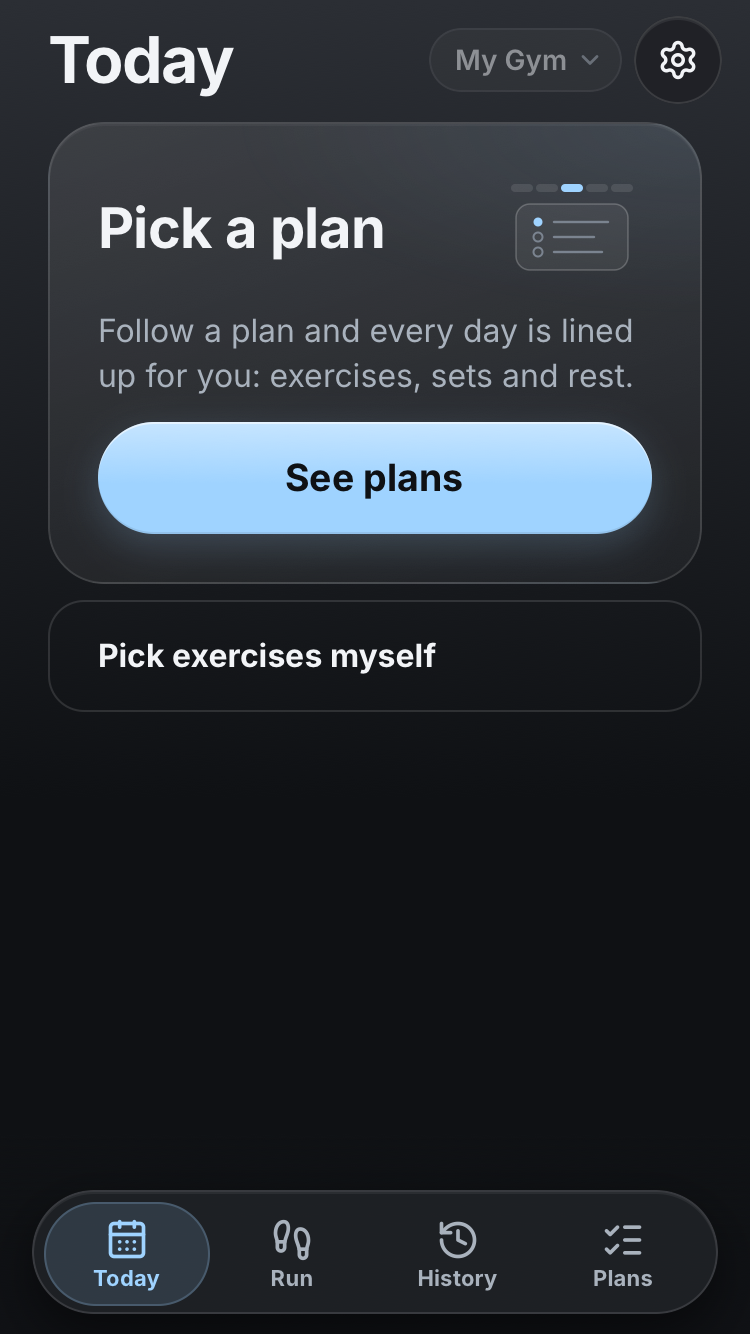 Today
My Gym
Pick a plan
Follow a plan and every day is lined
up for you: exercises, sets and rest.
See plans
Pick exercises myself
Today
Run
History
Plans